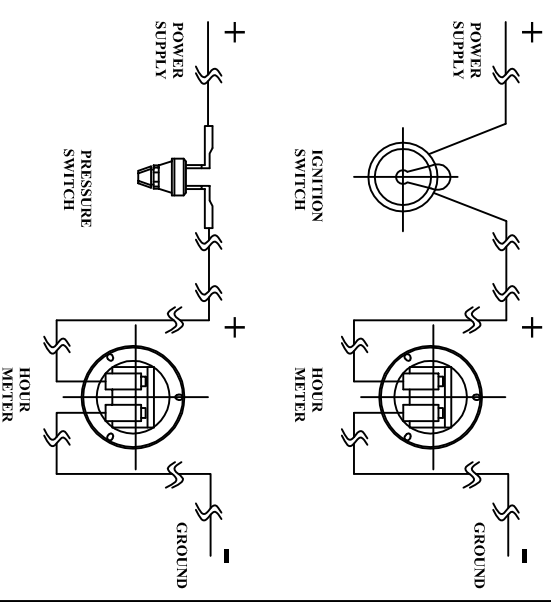 +
+
-
POWER
SUPPLY
GROUND
IGNITION
SWITCH
HOUR
METER
+
+
-
POWER
SUPPLY
GROUND
PRESSURE
SWITCH
HOUR
METER